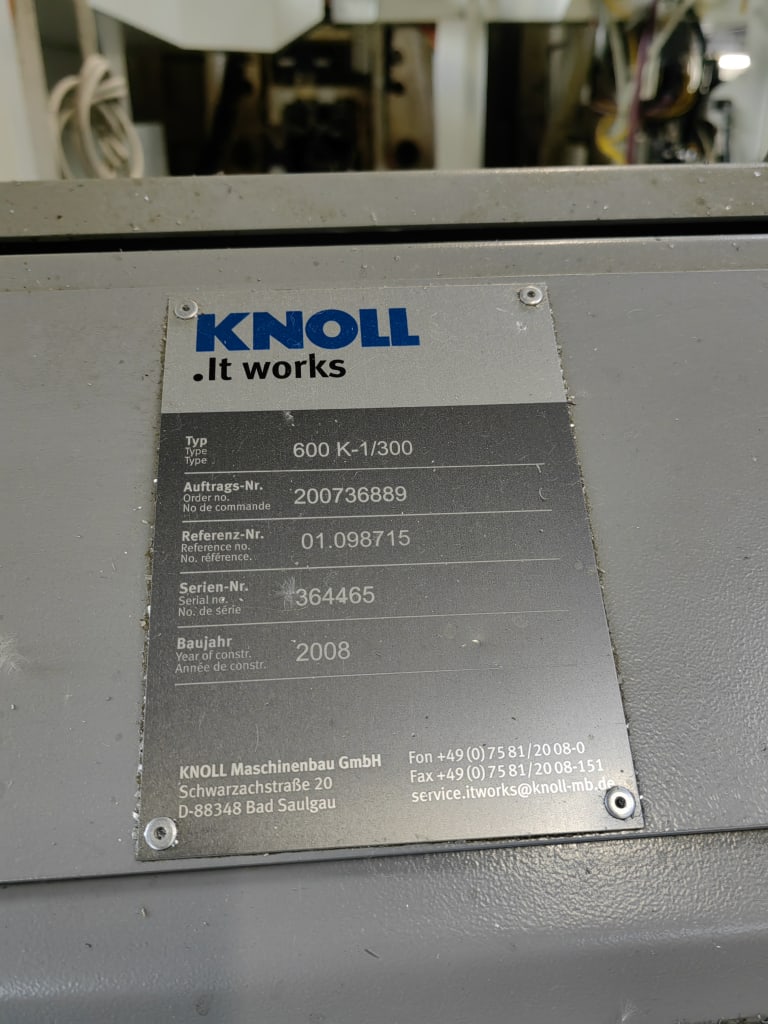 KNOLL
.It works
Typ
Type
Type
600 K-1/300
Auftrags-Nr.
Order no.
No de commande
200736889
Referenz-Nr.
Reference no.
No. référence.
01.098715
Serien-Nr.
Serial no.
No. de série
364465
Baujahr
Year of constr.
Année de constr.
2008
KNOLL Maschinenbau GmbH
Schwarzachstraße 20
D-88348 Bad Saulgau
Fon +49 (0) 75 81/20 08-0
Fax +49 (0) 75 81/20 08-151
service.itworks@knoll-mb.de